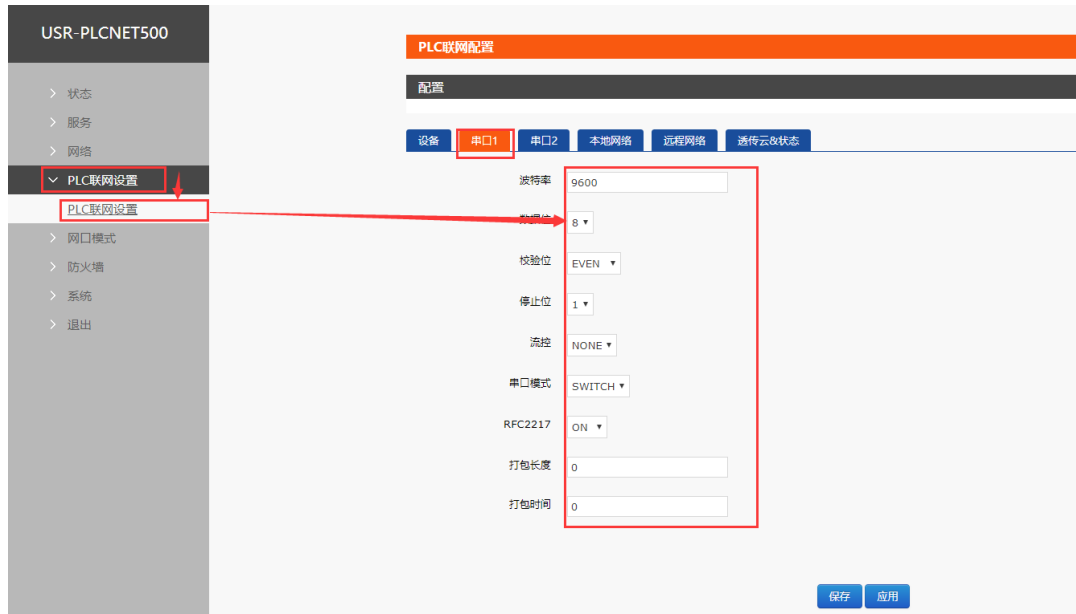 USR-PLCNET500
状态
服务
网络
PLC联网设置
PLC联网设置
网口模式
防火墙
系统
退出
PLC联网配置
配置
设备 串口1 串口2 本地网络 远程网络 透传云&状态
波特率 9600
数据位 8
校验位 EVEN
停止位 1
流控 NONE
串口模式 SWITCH
RFC2217 ON
打包长度 0
打包时间 0
保存 应用